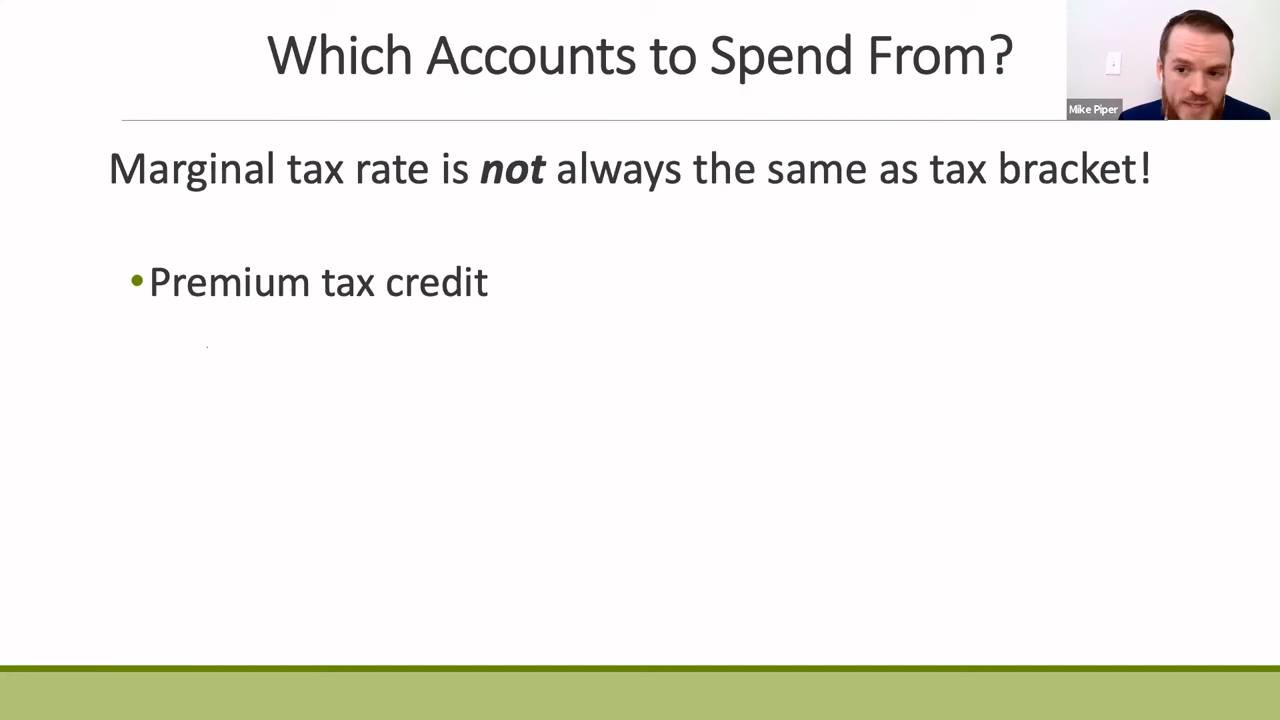 Which Accounts to Spend From?
Mike Piper
Marginal tax rate is not always the same as tax bracket!
•Premium tax credit